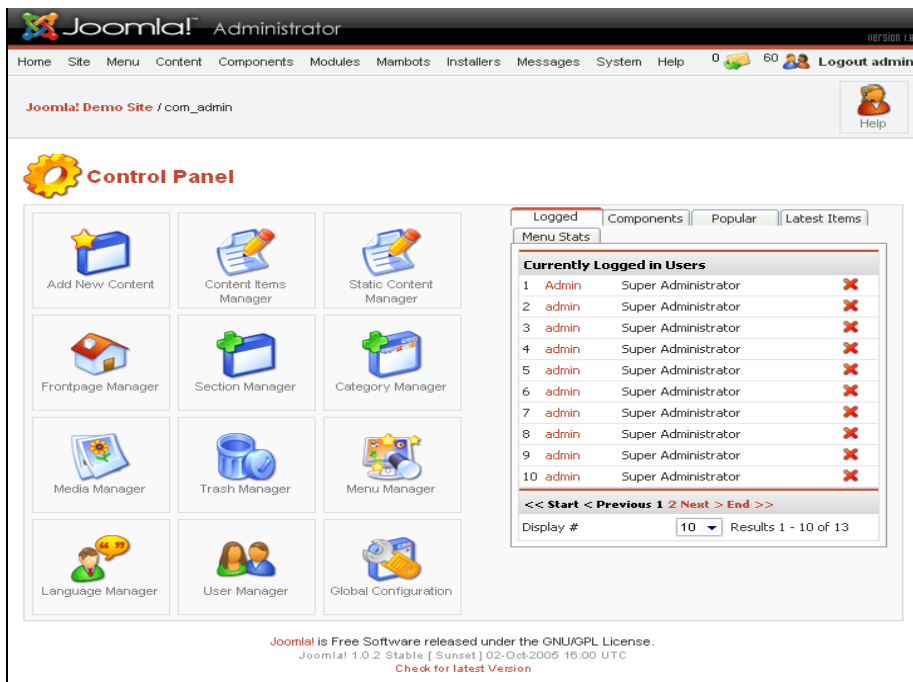 Joomla!™ Administrator
version 1.0
Home Site Menu Content Components Modules Mambots Installers Messages System Help 0 60 Logout admin
Joomla! Demo Site / com_admin
Help
Control Panel
Add New Content
Content Items Manager
Static Content Manager
Frontpage Manager
Section Manager
Category Manager
Media Manager
Trash Manager
Menu Manager
Language Manager
User Manager
Global Configuration
Logged Components Popular Latest Items
Menu Stats
Currently Logged in Users
1 Admin Super Administrator
2 admin Super Administrator
3 admin Super Administrator
4 admin Super Administrator
5 admin Super Administrator
6 admin Super Administrator
7 admin Super Administrator
8 admin Super Administrator
9 admin Super Administrator
10 admin Super Administrator
<< Start < Previous 1 2 Next > End >>
Display # 10 Results 1 - 10 of 13
Joomla! is Free Software released under the GNU/GPL License.
Joomla! 1.0.2 Stable [ Sunset ] 02-Oct-2005 16:00 UTC
Check for latest Version